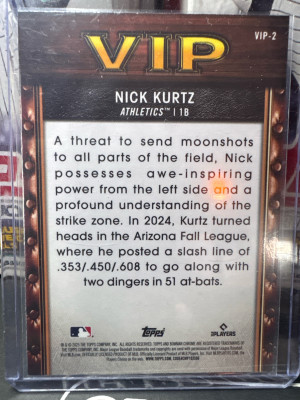 VIP
VIP-2
NICK KURTZ
ATHLETICS™ | 1B
A threat to send moonshots
to all parts of the field, Nick
possesses awe-inspiring
power from the left side and a
profound understanding of the
strike zone. In 2024, Kurtz turned
heads in the Arizona Fall League,
where he posted a slash line of
.353/.450/.608 to go along with
two dingers in 51 at-bats.
Topps
PLAYERS